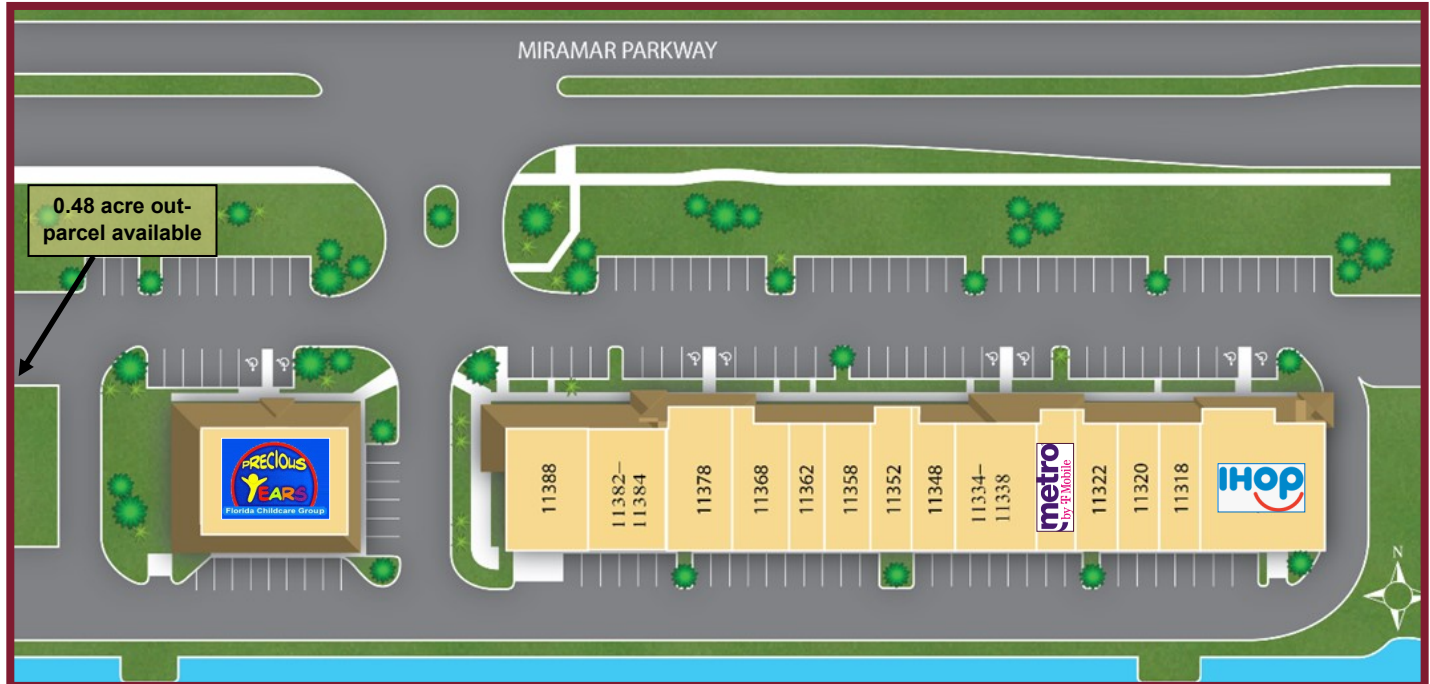 MIRAMAR PARKWAY
0.48 acre out-
parcel available
PRECIOUS
YEARS
Florida Childcare Group
11388
11382–
11384
11378
11368
11362
11358
11352
11348
11334–
11338
metro
by T Mobile
11322
11320
11318
IHOP
N